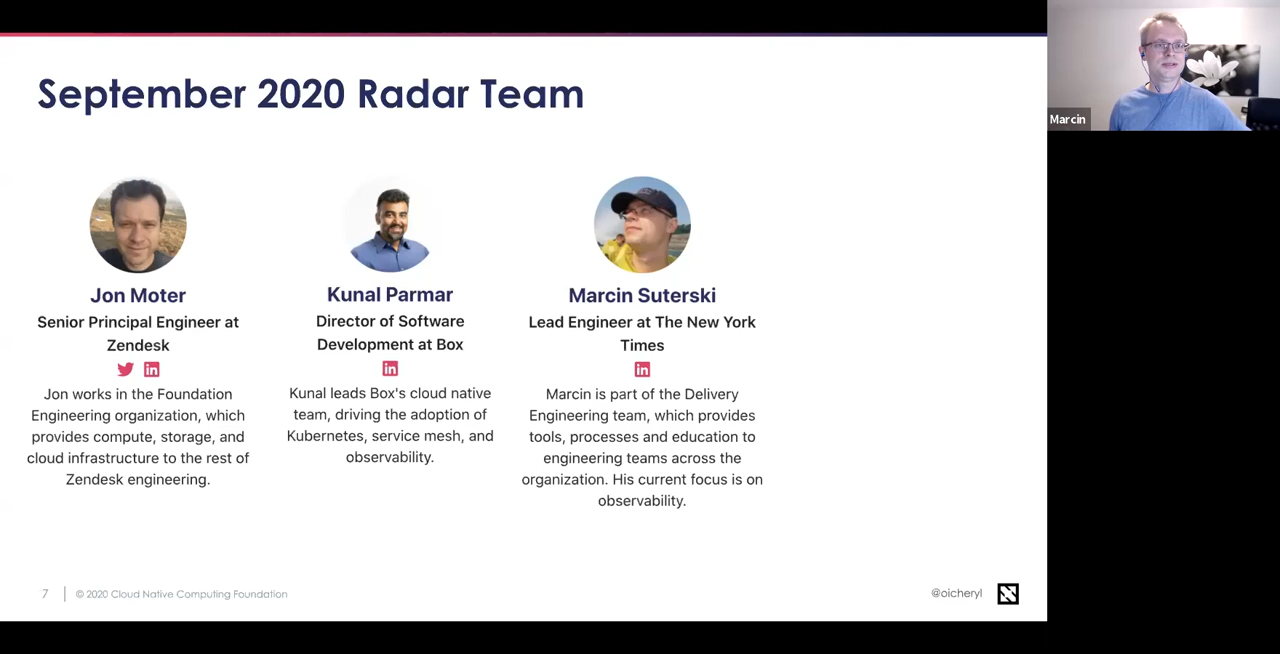 September 2020 Radar Team
Marcin
Jon Moter
Senior Principal Engineer at
Zendesk
Jon works in the Foundation
Engineering organization, which
provides compute, storage, and
cloud infrastructure to the rest of
Zendesk engineering.
Kunal Parmar
Director of Software
Development at Box
Kunal leads Box's cloud native
team, driving the adoption of
Kubernetes, service mesh, and
observability.
Marcin Suterski
Lead Engineer at The New York
Times
Marcin is part of the Delivery
Engineering team, which provides
tools, processes and education to
engineering teams across the
organization. His current focus is on
observability.
7
© 2020 Cloud Native Computing Foundation
@oicheryl